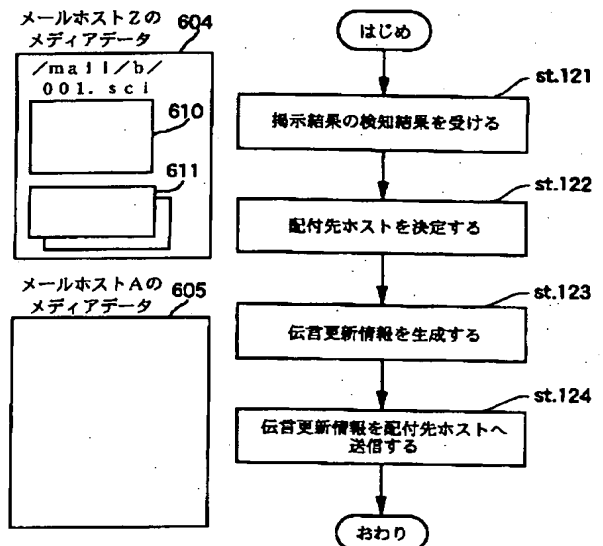 メールホストZの
メディアデータ 604
/mail/b/
001.sci
610
611
メールホストAの
メディアデータ 605
はじめ
st.121
掲示結果の検知結果を受ける
st.122
配付先ホストを決定する
st.123
伝言更新情報を生成する
st.124
伝言更新情報を配付先ホストへ
送信する
おわり